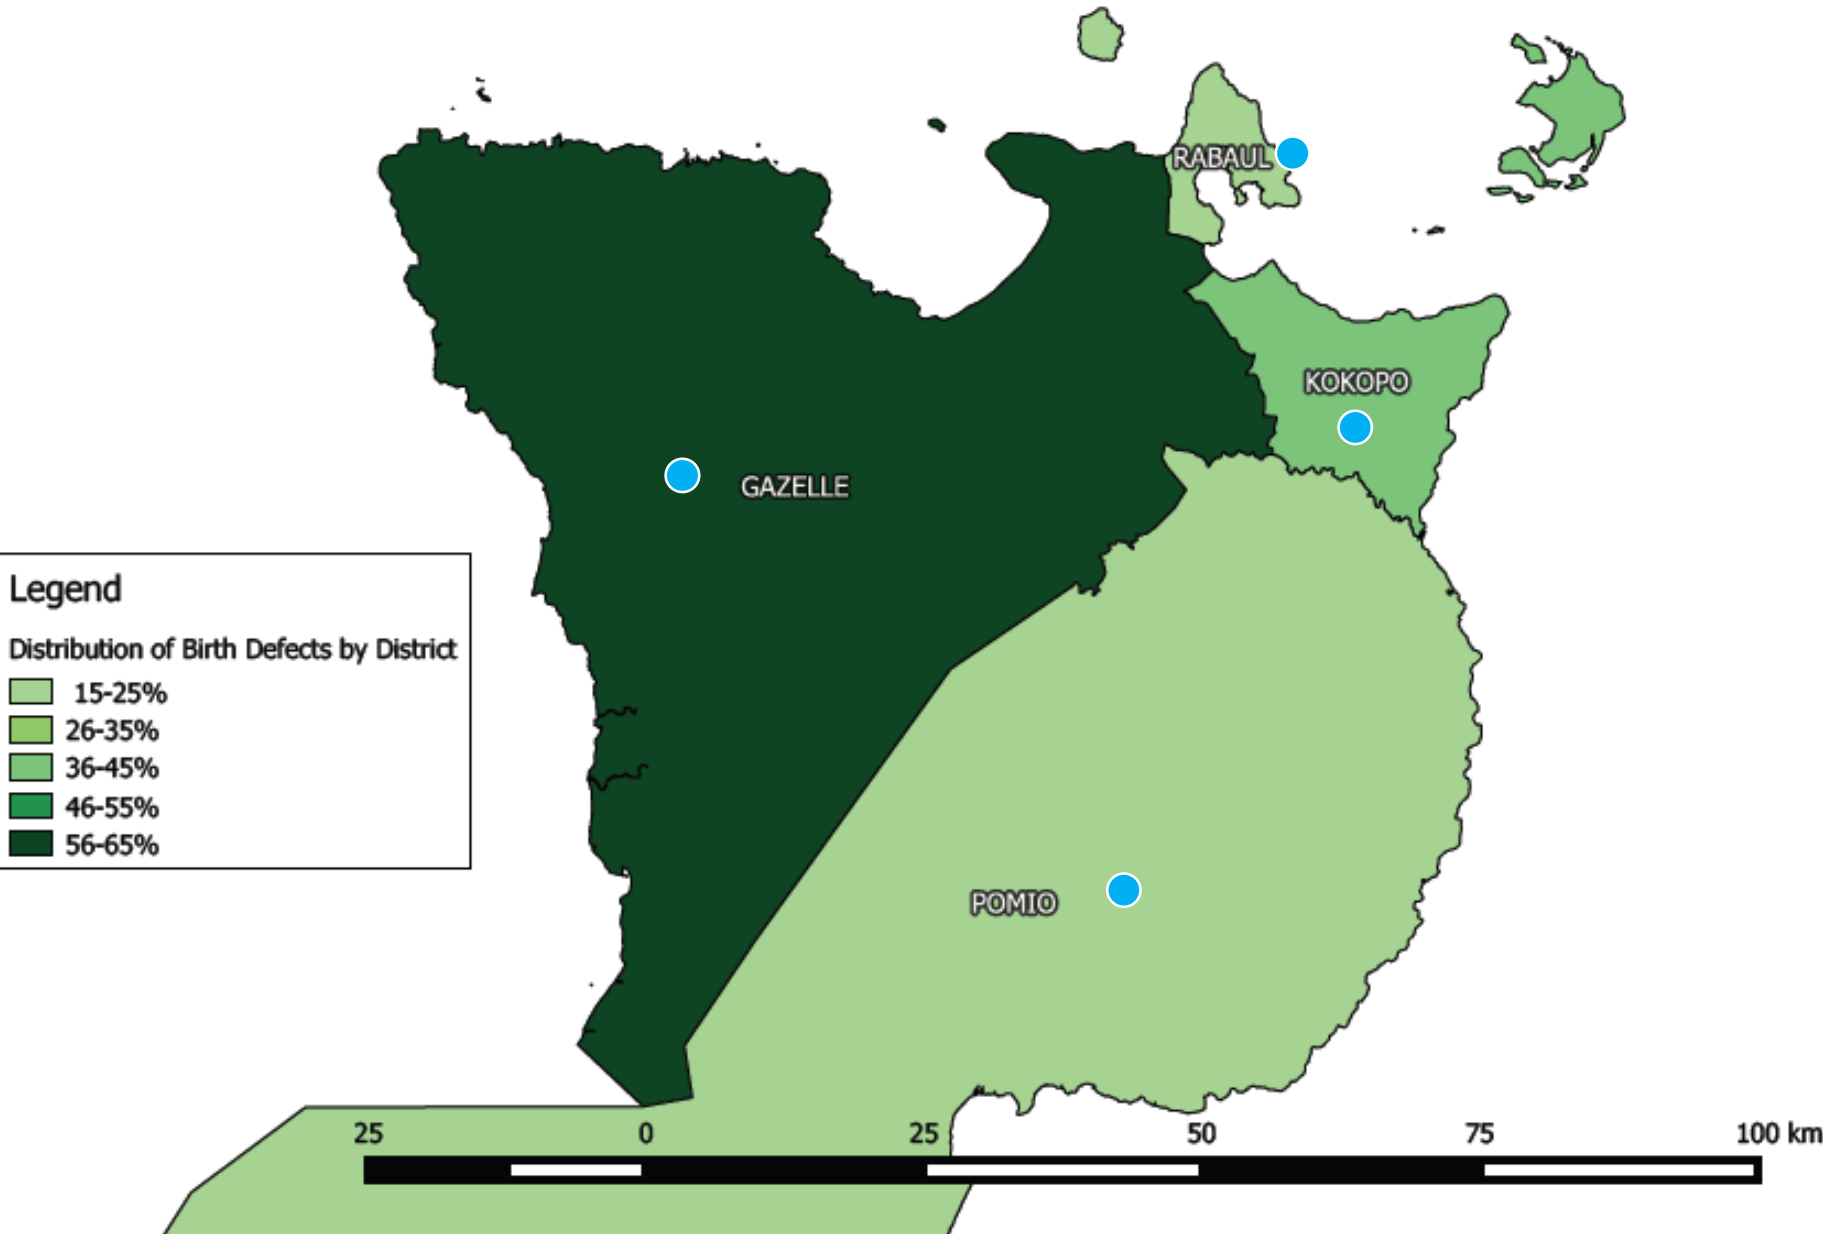 RABAUL
KOKOPO
GAZELLE
Legend
Distribution of Birth Defects by District
15-25%
26-35%
36-45%
46-55%
56-65%
POMIO
25 0 25 50 75 100 km